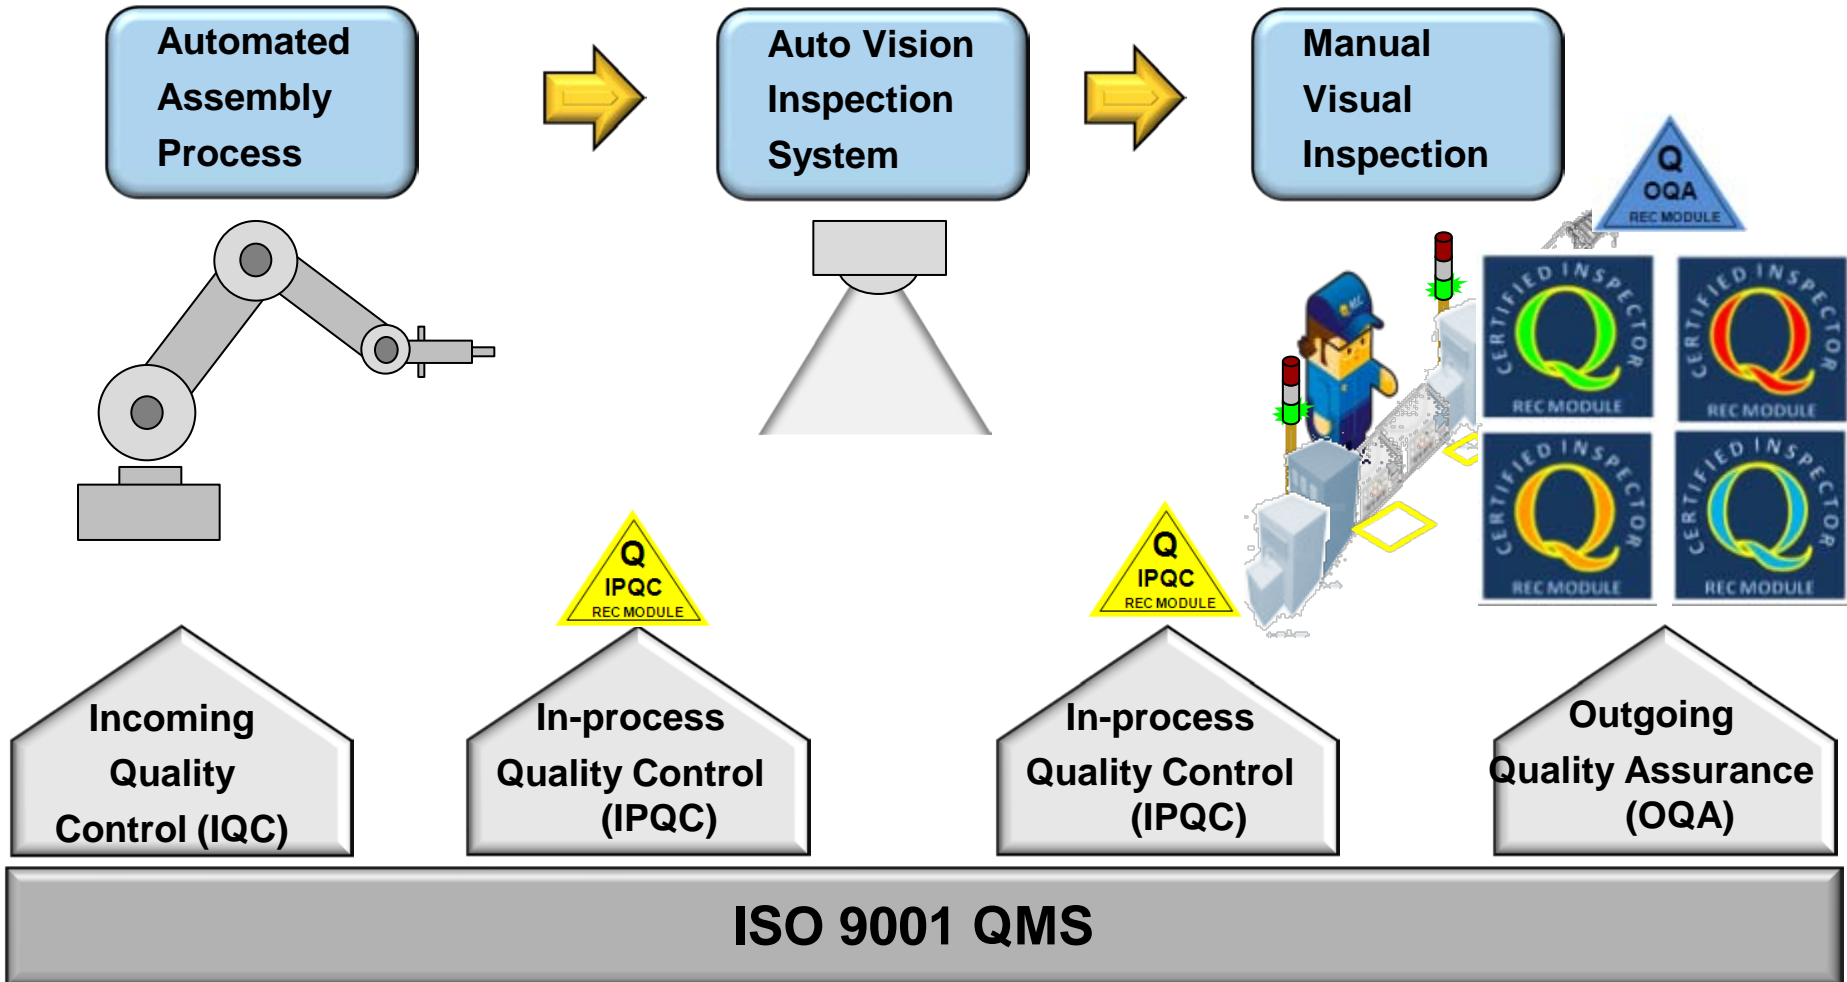 Automated
Assembly
Process
Auto Vision
Inspection
System
Manual
Visual
Inspection
Q
OQA
REC MODULE
CERTIFIED INSPECTOR
Q
REC MODULE
CERTIFIED INSPECTOR
Q
REC MODULE
CERTIFIED INSPECTOR
Q
REC MODULE
CERTIFIED INSPECTOR
Q
REC MODULE
Q
IPQC
REC MODULE
Q
IPQC
REC MODULE
Incoming
Quality
Control (IQC)
In-process
Quality Control
(IPQC)
In-process
Quality Control
(IPQC)
Outgoing
Quality Assurance
(OQA)
ISO 9001 QMS